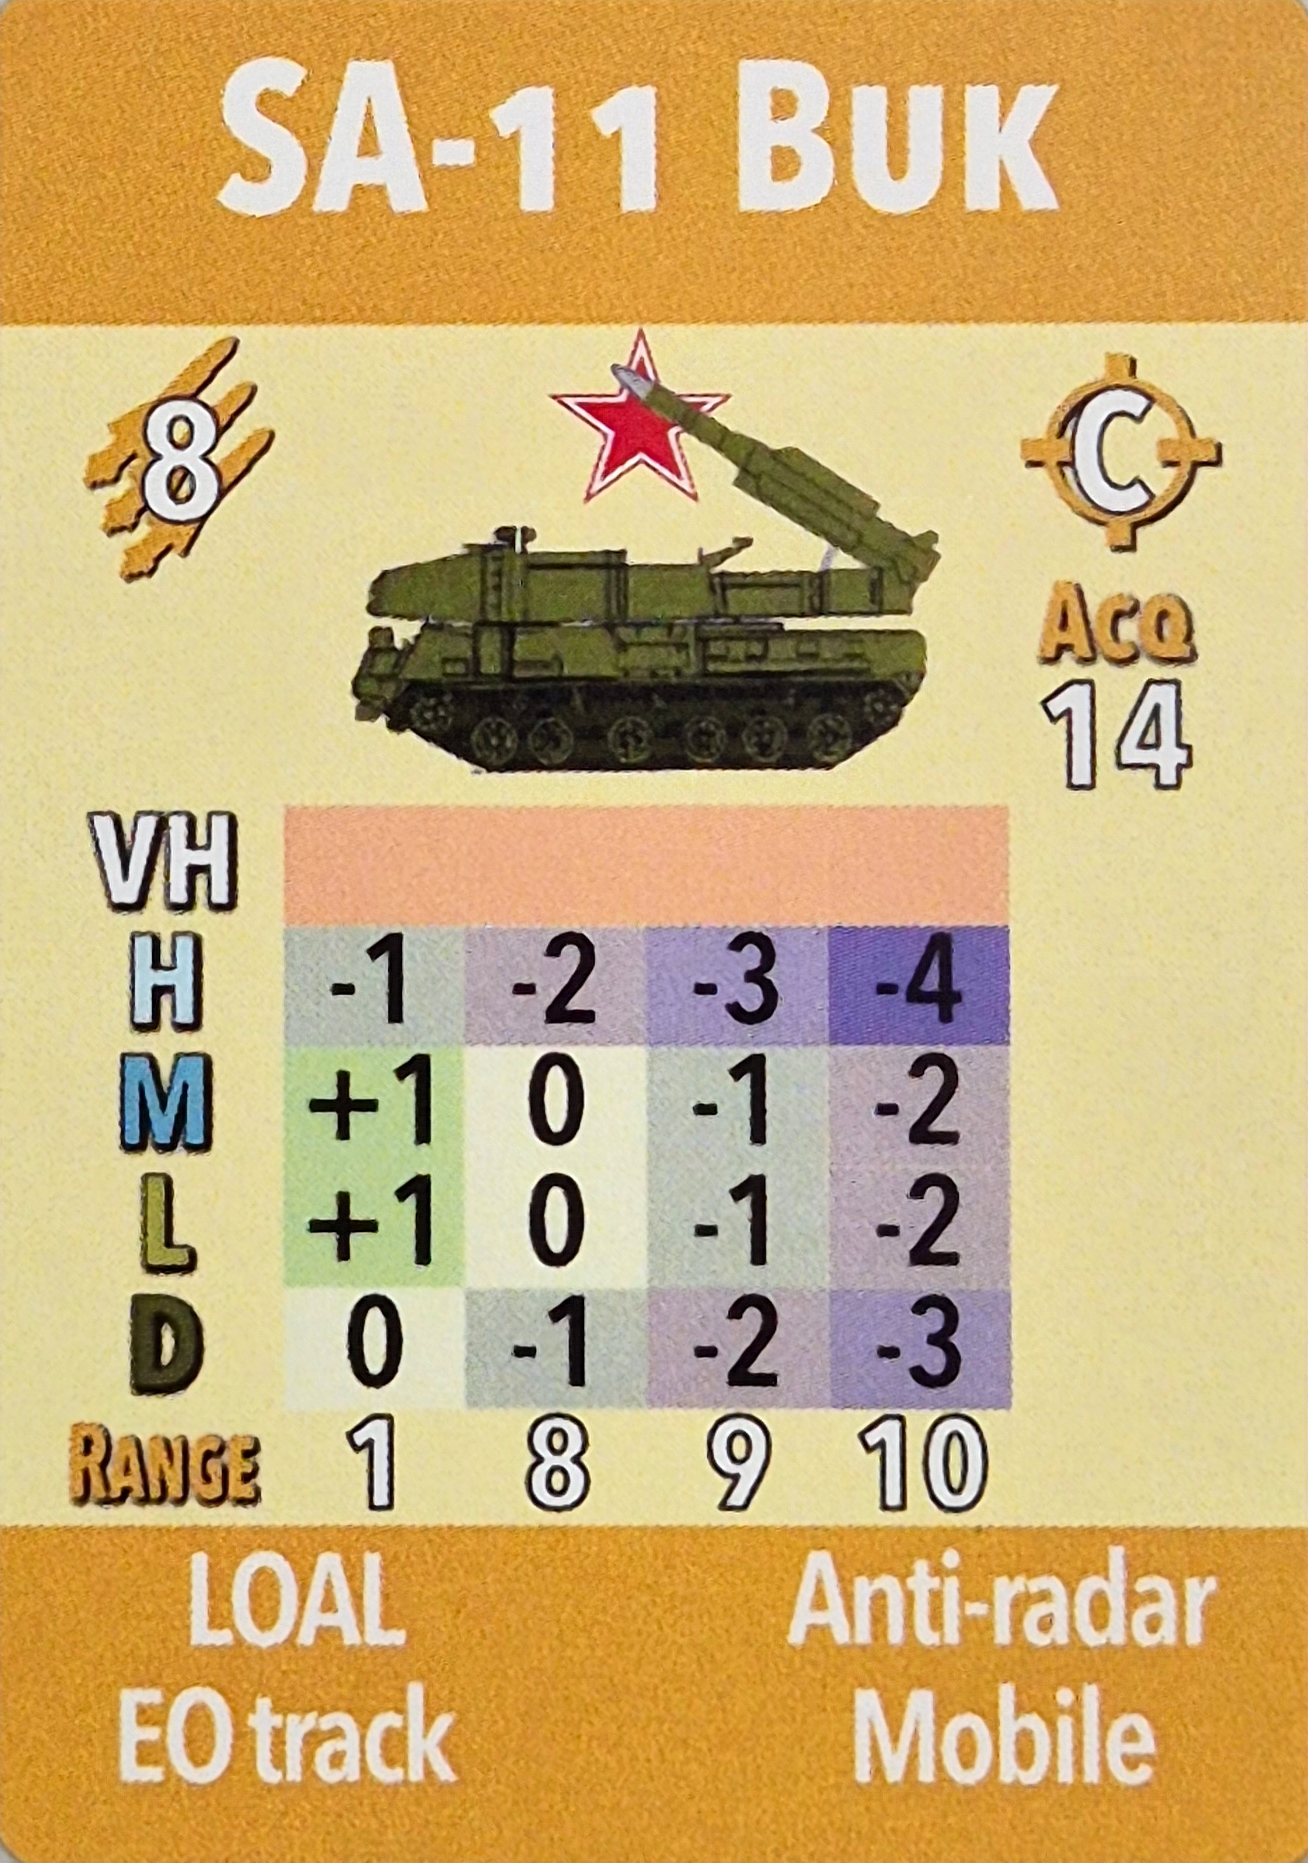 SA-11 BUK
8
C
ACQ
14
VH
H -1 -2 -3 -4
M +1 0 -1 -2
L +1 0 -1 -2
D 0 -1 -2 -3
RANGE 1 8 9 10
LOAL Anti-radar
EO track Mobile